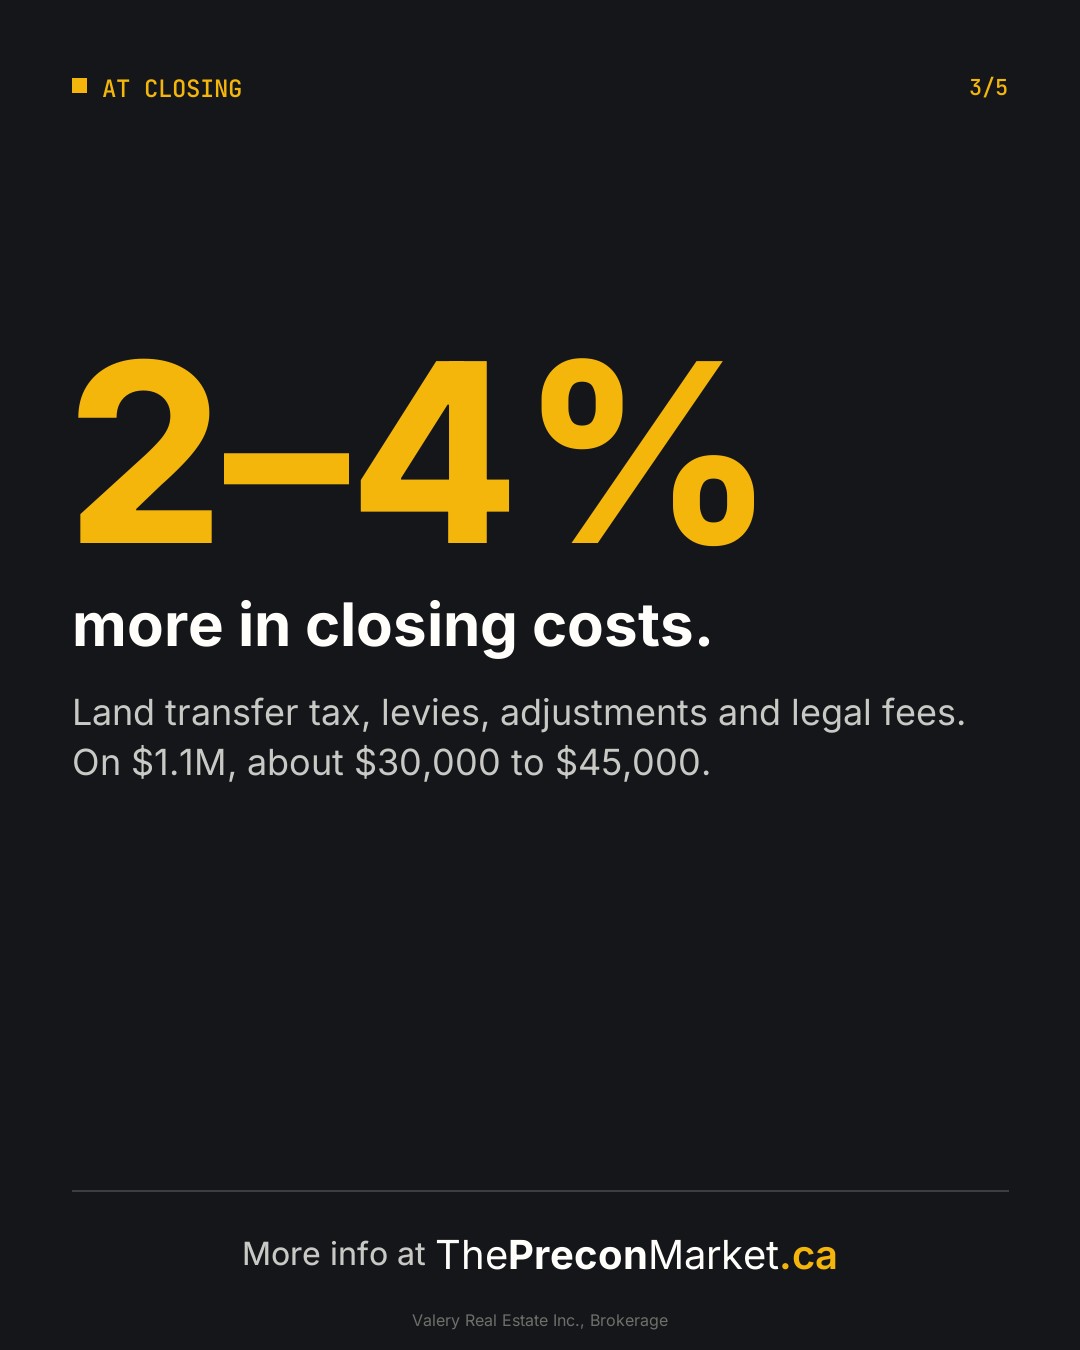 AT CLOSING
3/5
2–4%
more in closing costs.
Land transfer tax, levies, adjustments and legal fees.
On $1.1M, about $30,000 to $45,000.
More info at ThePreconMarket.ca
Valery Real Estate Inc., Brokerage